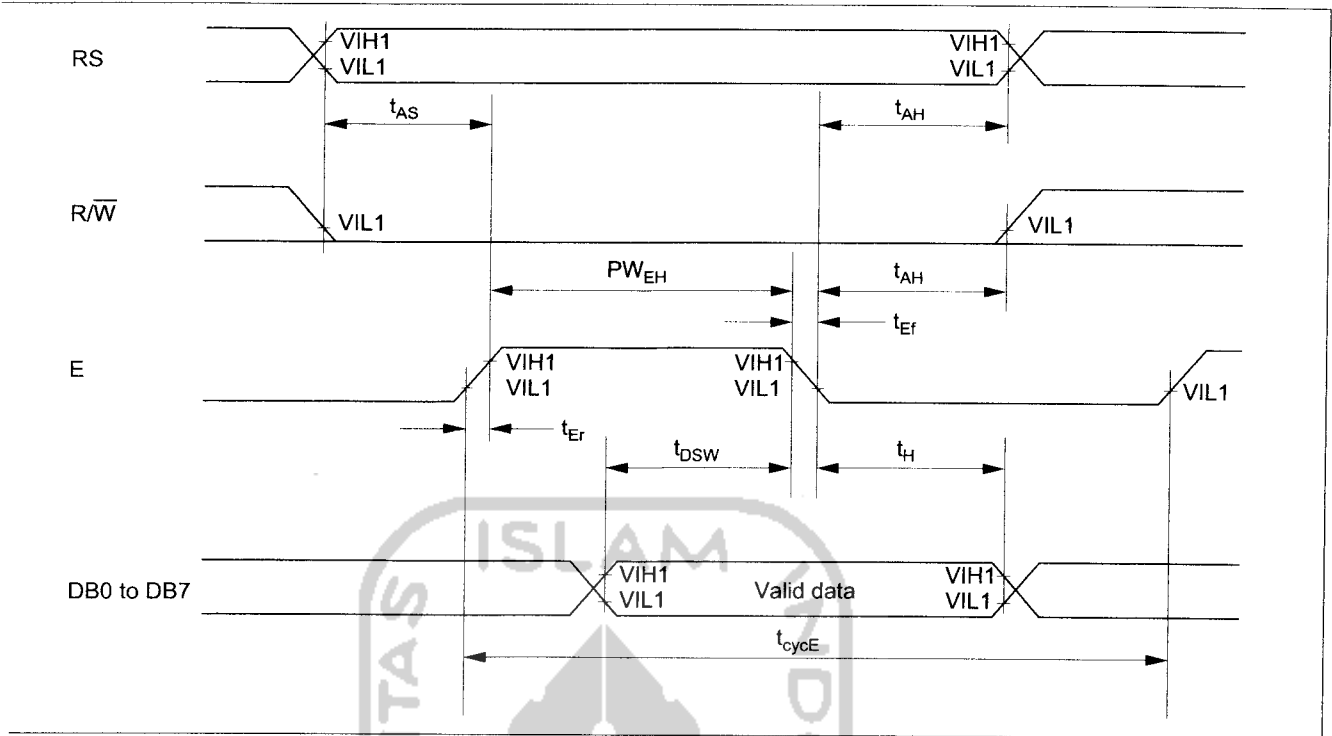 RS VIH1 VIL1 VIH1 VIL1
tAS tAH
R/W̅ VIL1 VIL1
PWEH tAH
tEf
E VIH1 VIL1 VIH1 VIL1 VIL1
tEr
tDSW tH
ISLAM
DB0 to DB7 VIH1 VIL1 Valid data VIH1 VIL1
tcycE